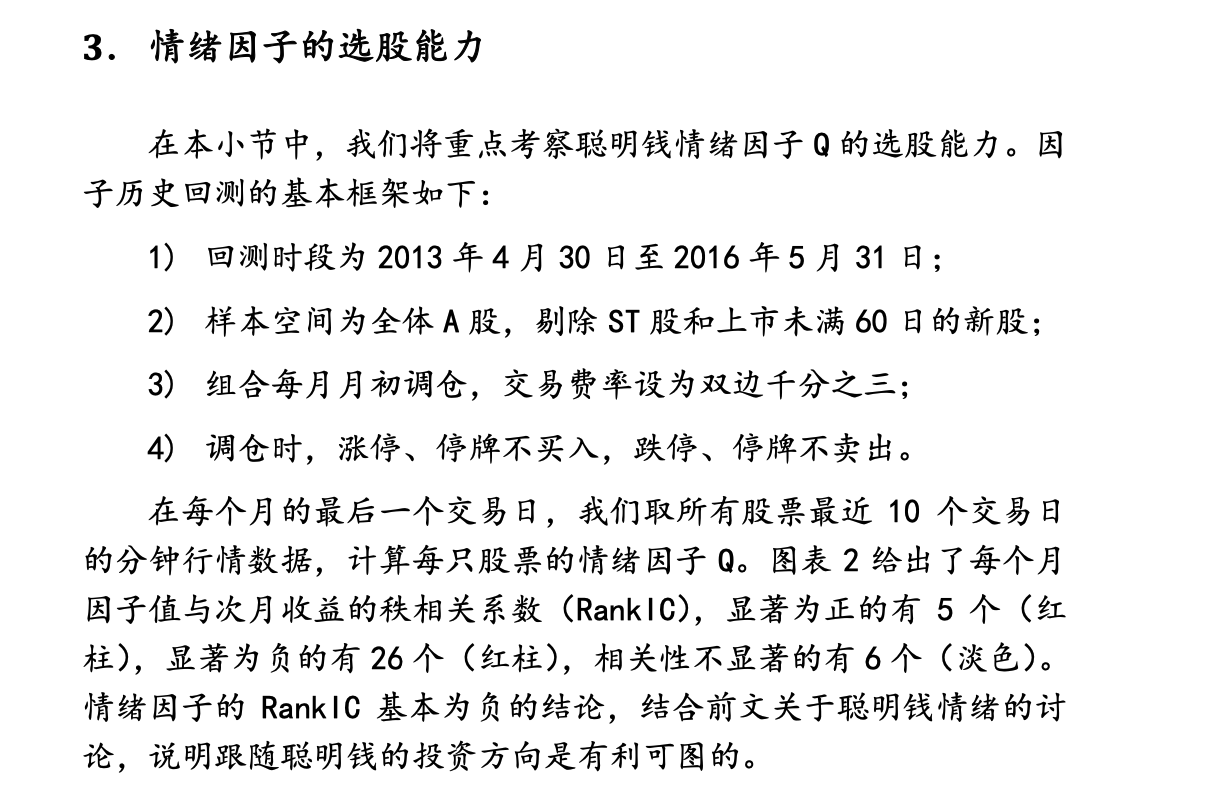 3. 情绪因子的选股能力
在本小节中，我们将重点考察聪明钱情绪因子 Q 的选股能力。因
子历史回测的基本框架如下：
1) 回测时段为 2013 年 4 月 30 日至 2016 年 5 月 31 日；
2) 样本空间为全体 A 股，剔除 ST 股和上市未满 60 日的新股；
3) 组合每月月初调仓，交易费率设为双边千分之三；
4) 调仓时，涨停、停牌不买入，跌停、停牌不卖出。
在每个月的最后一个交易日，我们取所有股票最近 10 个交易日
的分钟行情数据，计算每只股票的情绪因子 Q。图表 2 给出了每个月
因子值与次月收益的秩相关系数（RankIC），显著为正的有 5 个（红
柱），显著为负的有 26 个（红柱），相关性不显著的有 6 个（淡色）。
情绪因子的 RankIC 基本为负的结论，结合前文关于聪明钱情绪的讨
论，说明跟随聪明钱的投资方向是有利可图的。